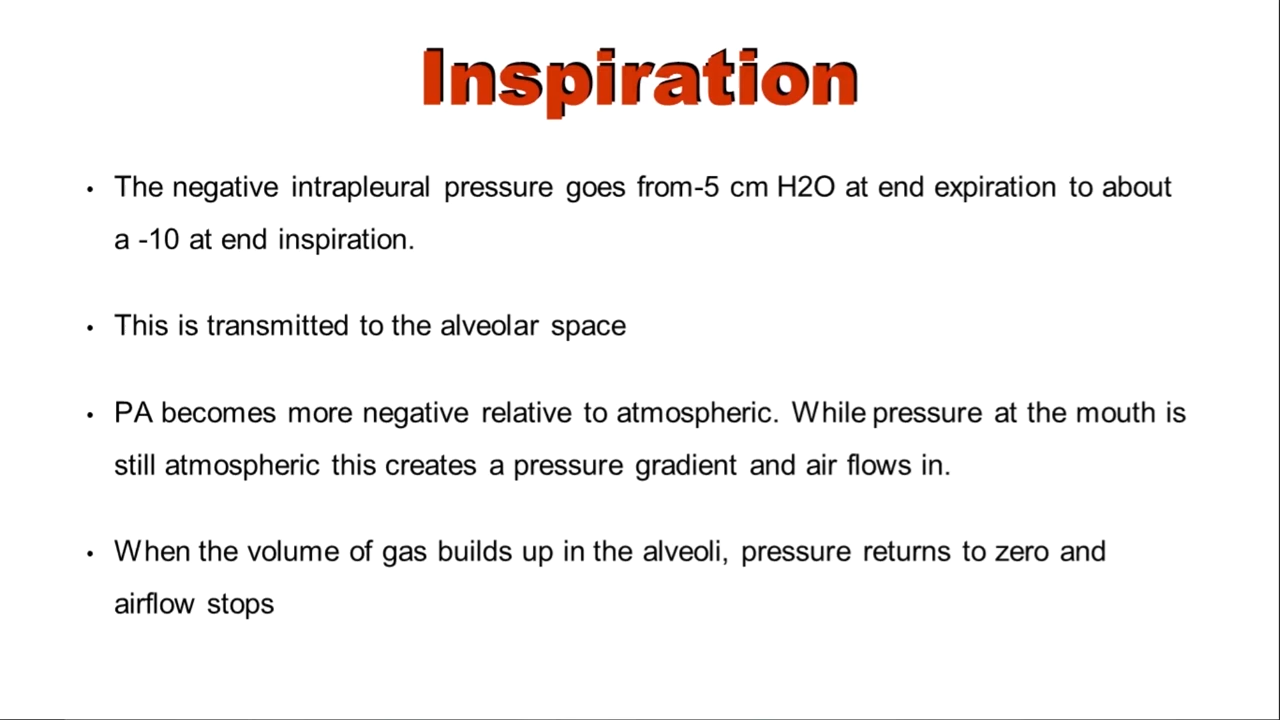 Inspiration
• The negative intrapleural pressure goes from-5 cm H2O at end expiration to about
a -10 at end inspiration.
• This is transmitted to the alveolar space
• PA becomes more negative relative to atmospheric. While pressure at the mouth is
still atmospheric this creates a pressure gradient and air flows in.
• When the volume of gas builds up in the alveoli, pressure returns to zero and
airflow stops